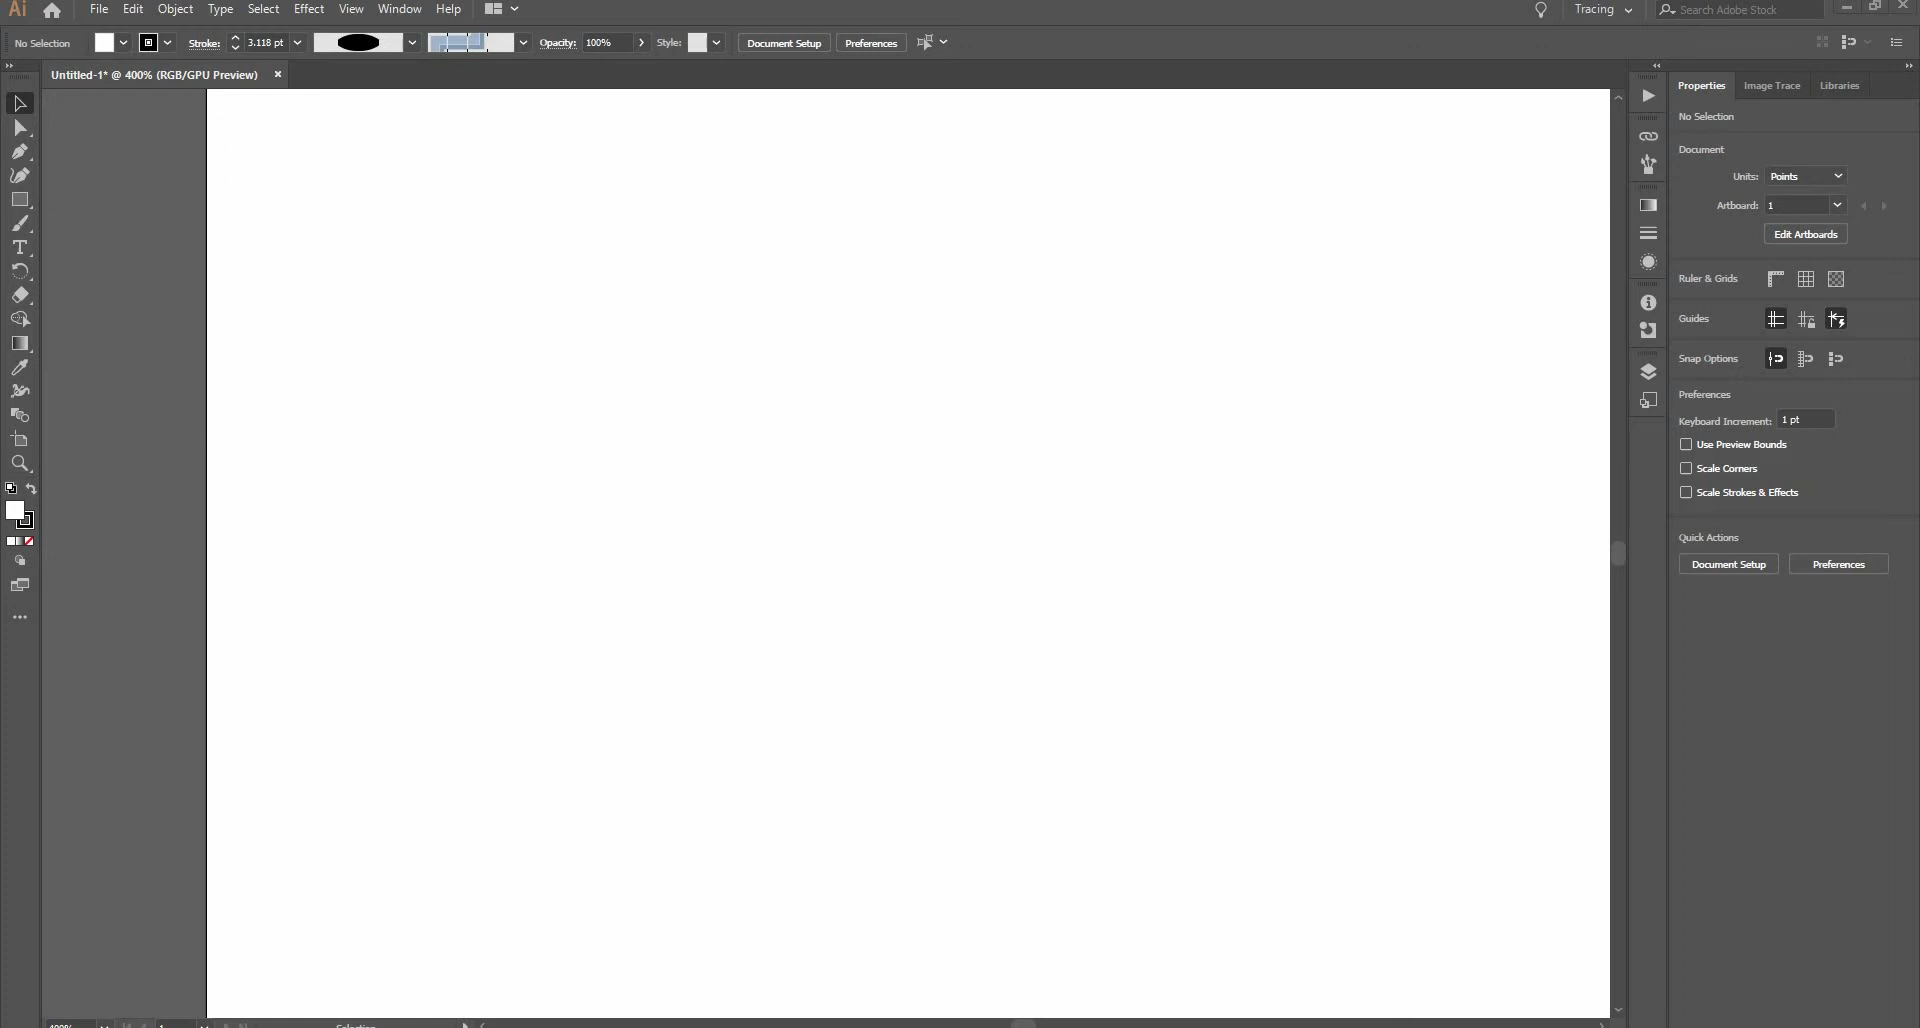 Ai File Edit Object Type Select Effect View Window Help Tracing Search Adobe Stock
No Selection Stroke: 3.118 pt Opacity: 100% Style: Document Setup Preferences
Untitled-1* @ 400% (RGB/GPU Preview) ×
Properties Image Trace Libraries
No Selection
Document
Units: Points
Artboard: 1
Edit Artboards
Ruler & Grids
Guides
Snap Options
Preferences
Keyboard Increment: 1 pt
Use Preview Bounds
Scale Corners
Scale Strokes & Effects
Quick Actions
Document Setup Preferences
400% 1 Selection